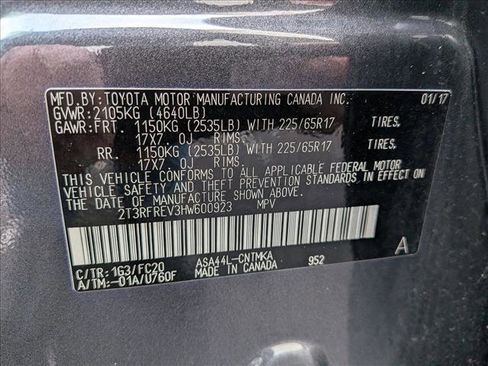 MFD.BY:TOYOTA MOTOR MANUFACTURING CANADA INC. 01/17
GVWR:2105KG (4640LB)
GAWR:FRT. 1150KG (2535LB) WITH 225/65R17 TIRES,
17X7.0J RIMS.
RR. 1150KG (2535LB) WITH 225/65R17 TIRES,
17X7.0J RIMS.
THIS VEHICLE CONFORMS TO ALL APPLICABLE FEDERAL MOTOR
VEHICLE SAFETY AND THEFT PREVENTION STANDARDS IN EFFECT ON
THE DATE OF MANUFACTURE SHOWN ABOVE.
2T3RFREV3HW600923 MPV
A
C/TR: 1G3/FC20 ASA44L-CNTMKA
A/TM:-01A/U760F MADE IN CANADA 952